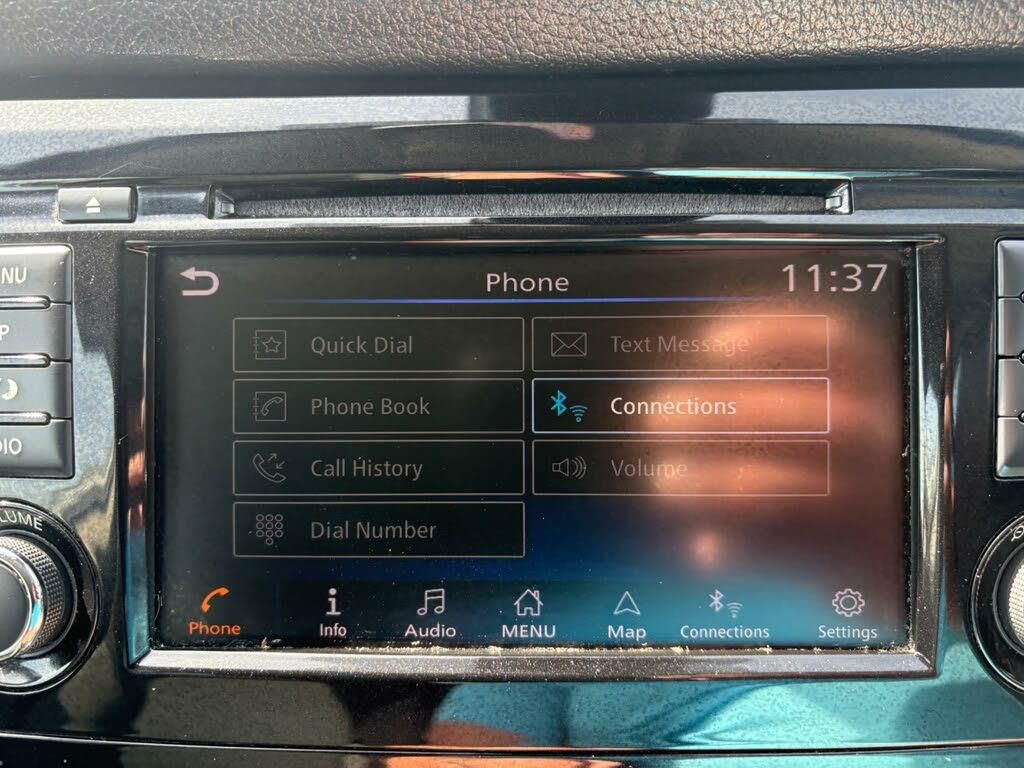 Phone
11:37
Quick Dial
Text Message
Phone Book
Connections
Call History
Volume
Dial Number
VOLUME
Phone
Info
Audio
MENU
Map
Connections
Settings